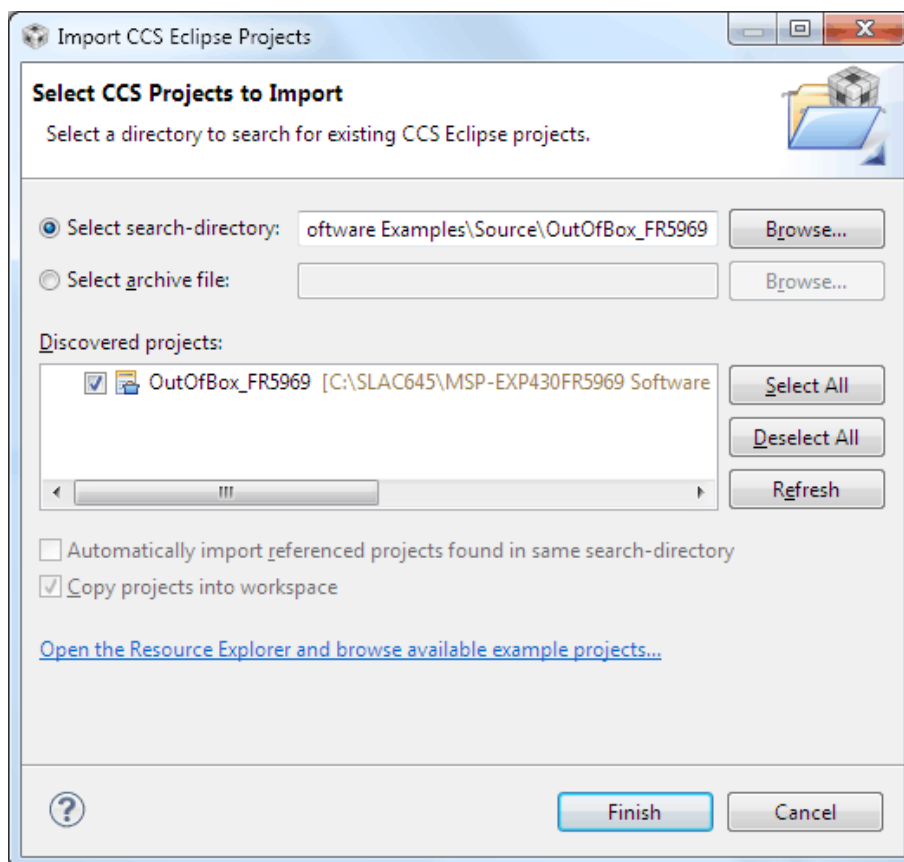 Import CCS Eclipse Projects
Select CCS Projects to Import
Select a directory to search for existing CCS Eclipse projects.
Select search-directory: oftware Examples\Source\OutOfBox_FR5969 Browse...
Select archive file: Browse...
Discovered projects:
OutOfBox_FR5969 [C:\SLAC645\MSP-EXP430FR5969 Software Select All
Deselect All
Refresh
Automatically import referenced projects found in same search-directory
Copy projects into workspace
Open the Resource Explorer and browse available example projects...
? Finish Cancel